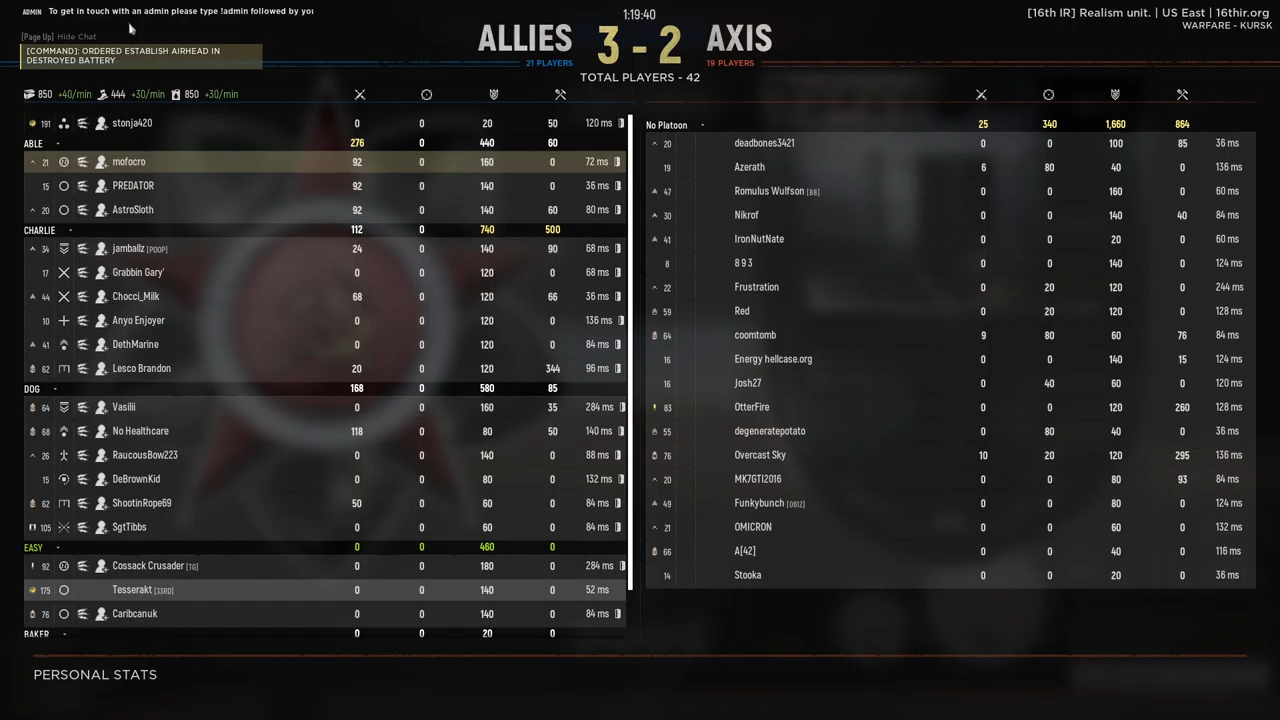 ADMIN To get in touch with an admin please type !admin followed by you
[Page Up] Hide Chat
[COMMAND]: ORDERED ESTABLISH AIRHEAD IN
DESTROYED BATTERY
1:19:40
ALLIES 3 - 2 AXIS
21 PLAYERS 19 PLAYERS
TOTAL PLAYERS - 42
[16th IR] Realism unit. | US East | 16thir.org
WARFARE - KURSK
850 +40/min 444 +30/min 850 +30/min
191 stonja420 0 0 20 50 120 ms
ABLE - 276 0 440 60
21 mofocro 92 0 160 0 72 ms
15 PREDATOR 92 0 140 0 36 ms
20 AstroSloth 92 0 140 60 80 ms
CHARLIE - 112 0 740 500
34 jamballz [POOP] 24 0 140 90 68 ms
17 Grabbin Gary' 0 0 120 0 68 ms
44 Chocci_Milk 68 0 120 66 36 ms
10 Anyo Enjoyer 0 0 120 0 136 ms
41 DethMarine 0 0 120 0 84 ms
62 Lesco Brandon 20 0 120 344 96 ms
DOG - 168 0 580 85
64 Vasilii 0 0 160 35 284 ms
68 No Healthcare 118 0 80 50 140 ms
26 RaucousBow223 0 0 140 0 88 ms
15 DeBrownKid 0 0 80 0 132 ms
62 ShootinRope69 50 0 60 0 84 ms
105 SgtTibbs 0 0 60 0 84 ms
EASY - 0 0 460 0
92 Cossack Crusader [TG] 0 0 180 0 284 ms
175 Tesserakt [33RD] 0 0 140 0 52 ms
76 Caribcanuk 0 0 140 0 84 ms
BAKER - 0 0 20 0
No Platoon - 25 340 1,660 864
20 deadbones3421 0 0 100 85 36 ms
19 Azerath 6 80 40 0 136 ms
47 Romulus Wulfson [88] 0 0 160 0 60 ms
30 Nikrof 0 0 140 40 84 ms
41 IronNutNate 0 0 20 0 60 ms
8 8 9 3 0 0 140 0 124 ms
22 Frustration 0 20 120 0 244 ms
59 Red 0 20 120 0 128 ms
64 coomtomb 9 80 60 76 84 ms
16 Energy hellcase.org 0 0 140 15 124 ms
16 Josh27 0 40 60 0 120 ms
83 OtterFire 0 0 120 260 128 ms
55 degeneratepotato 0 80 40 0 36 ms
76 Overcast Sky 10 20 120 295 136 ms
20 MK7GTI2016 0 0 80 93 84 ms
49 Funkybunch [0612] 0 0 80 0 124 ms
21 OMICRON 0 0 60 0 132 ms
66 A[42] 0 0 40 0 116 ms
14 Stooka 0 0 20 0 36 ms
PERSONAL STATS